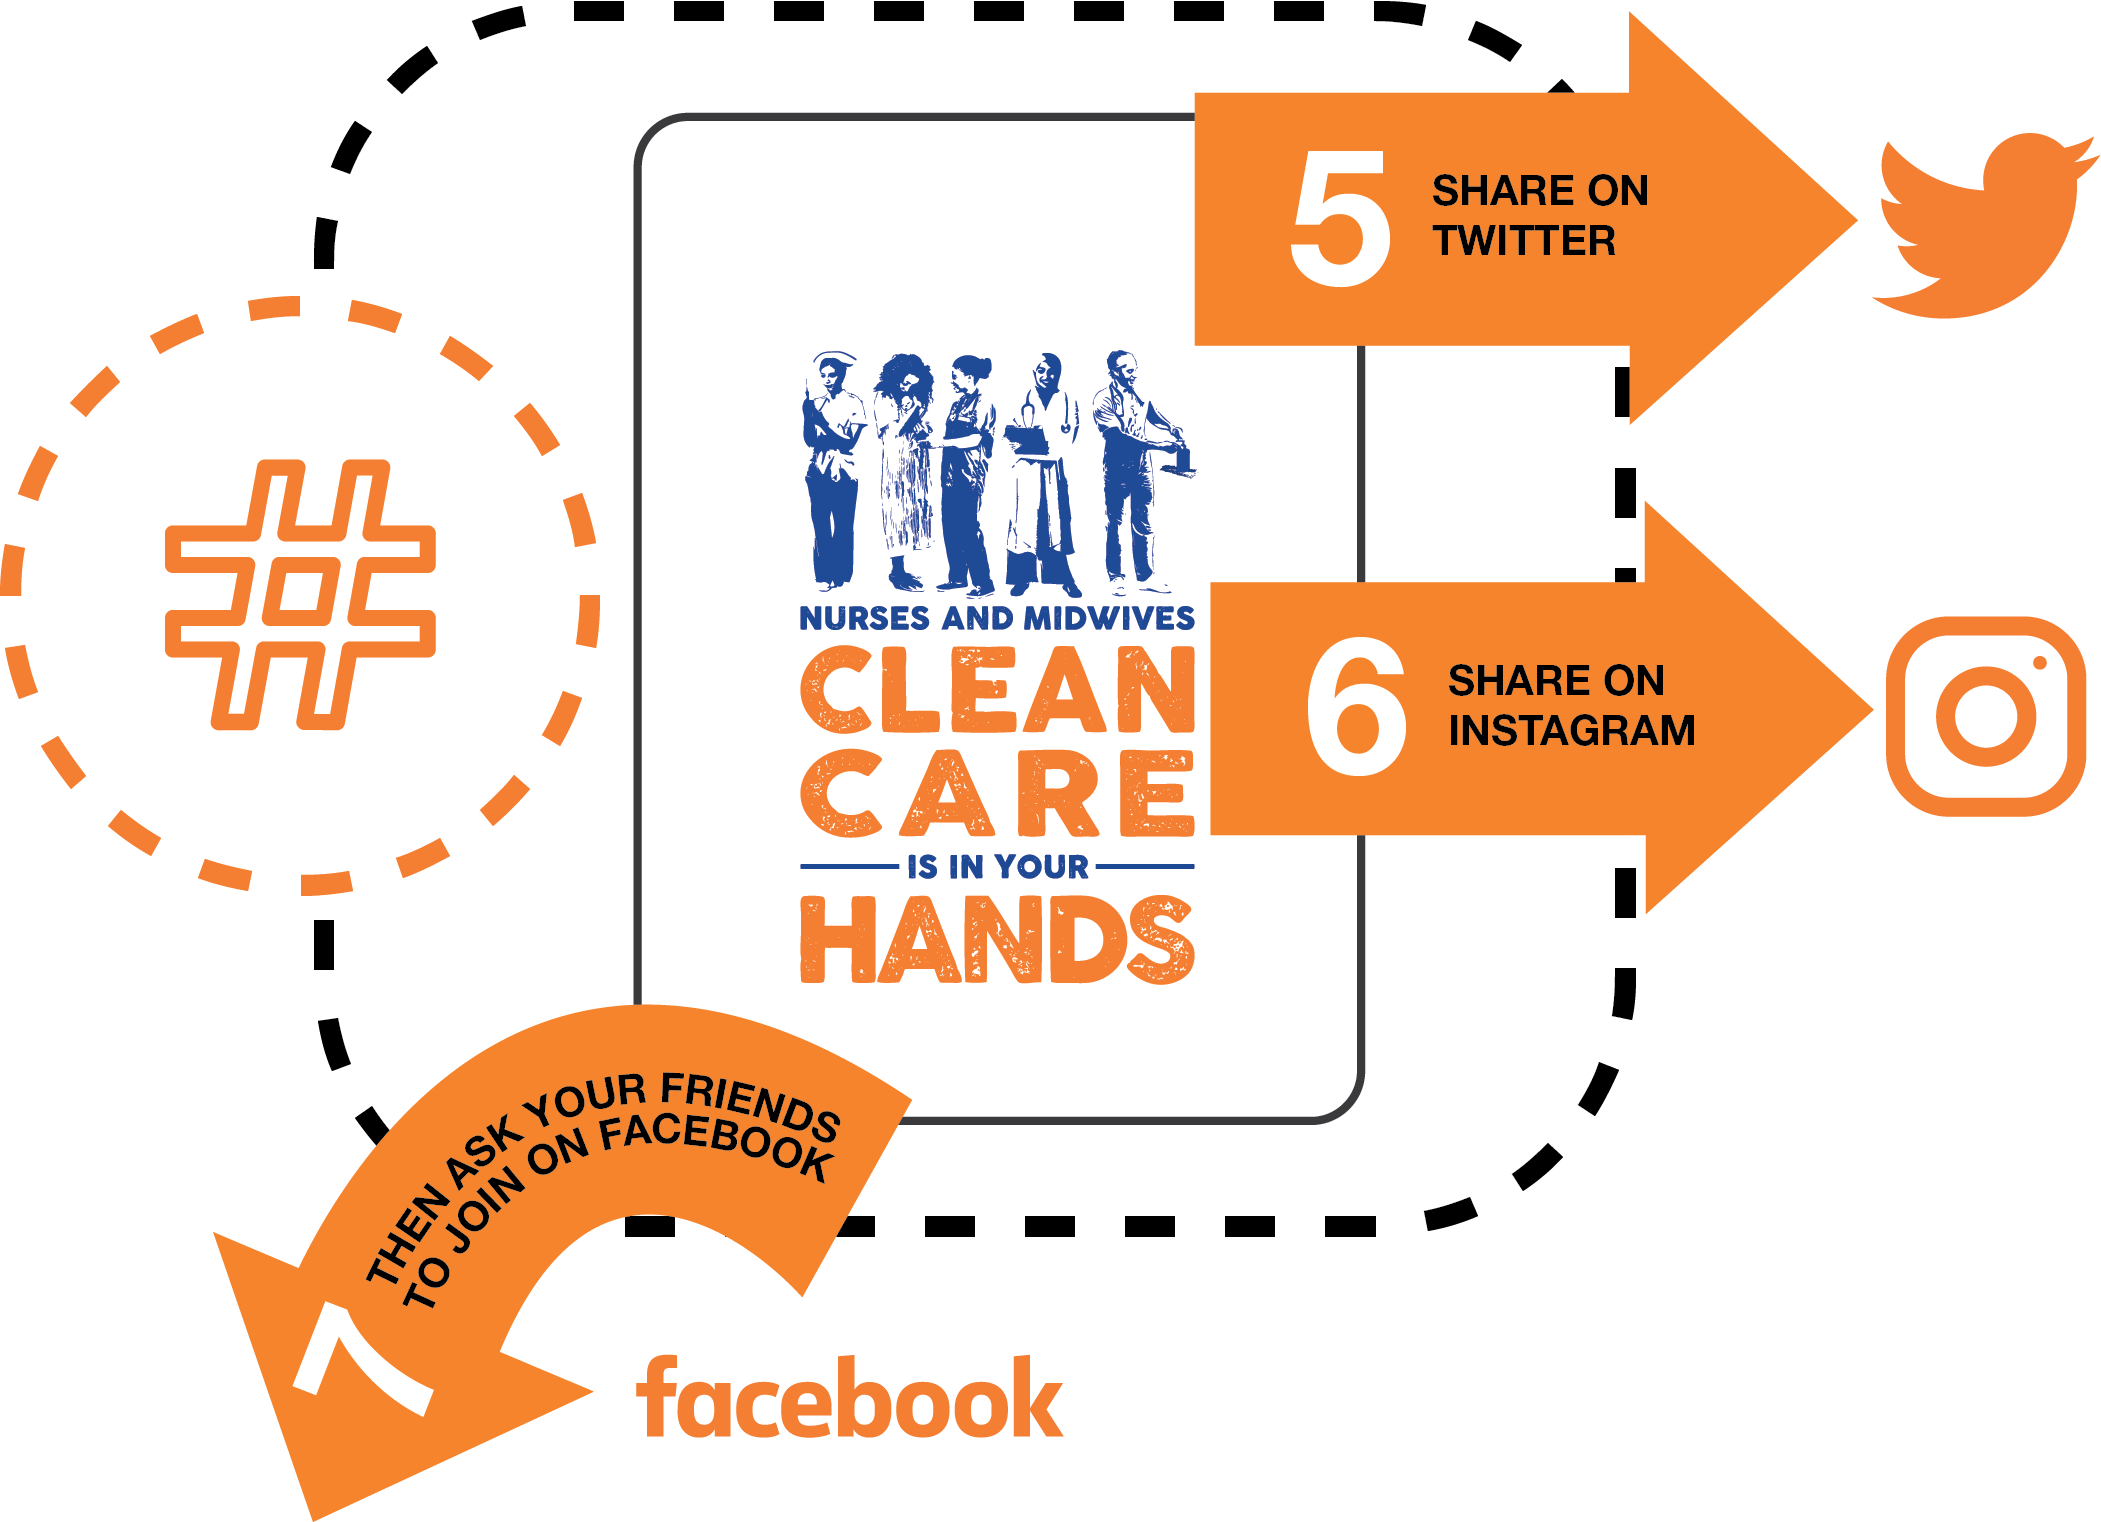 5
SHARE ON
TWITTER
#
NURSES AND MIDWIVES
CLEAN
CARE
IS IN YOUR
HANDS
6
SHARE ON
INSTAGRAM
THEN ASK YOUR FRIENDS
TO JOIN ON FACEBOOK
7
facebook